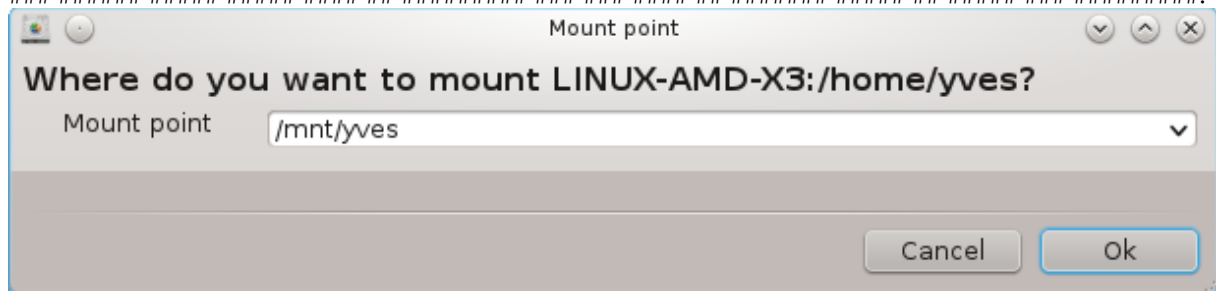 Mount point
Where do you want to mount LINUX-AMD-X3:/home/yves?
Mount point /mnt/yves
Cancel Ok